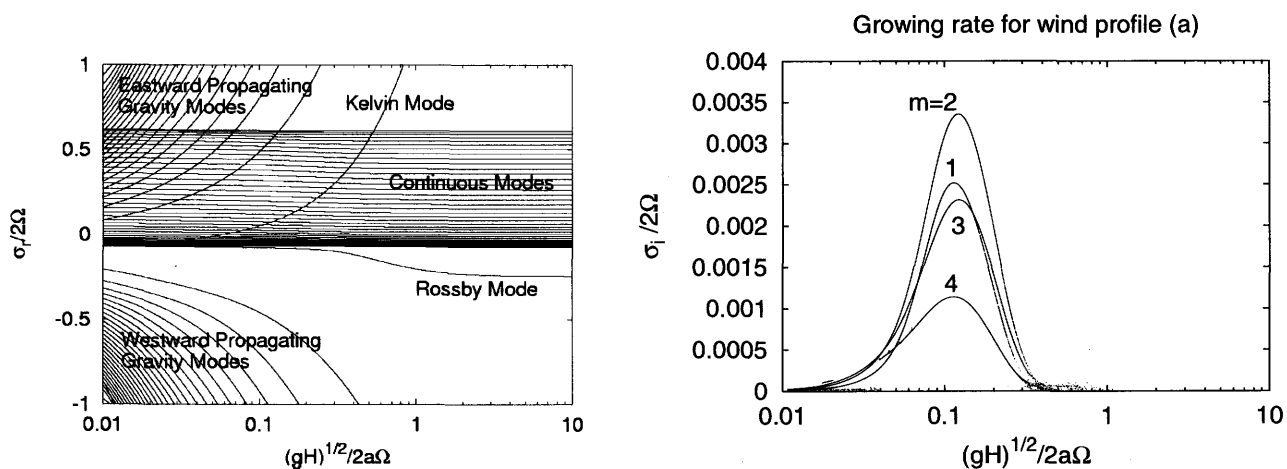 1
Eastward Propagating
Gravity Modes
Kelvin Mode
0.5
Continuous Modes
0
σr/2Ω
Rossby Mode
-0.5
Westward Propagating
Gravity Modes
-1
0.01 0.1 1 10
(gH)^1/2/2aΩ
Growing rate for wind profile (a)
0.004
0.0035
m=2
0.003
1
0.0025
0.002
3
σi/2Ω
0.0015
4
0.001
0.0005
0
0.01 0.1 1 10
(gH)^1/2/2aΩ